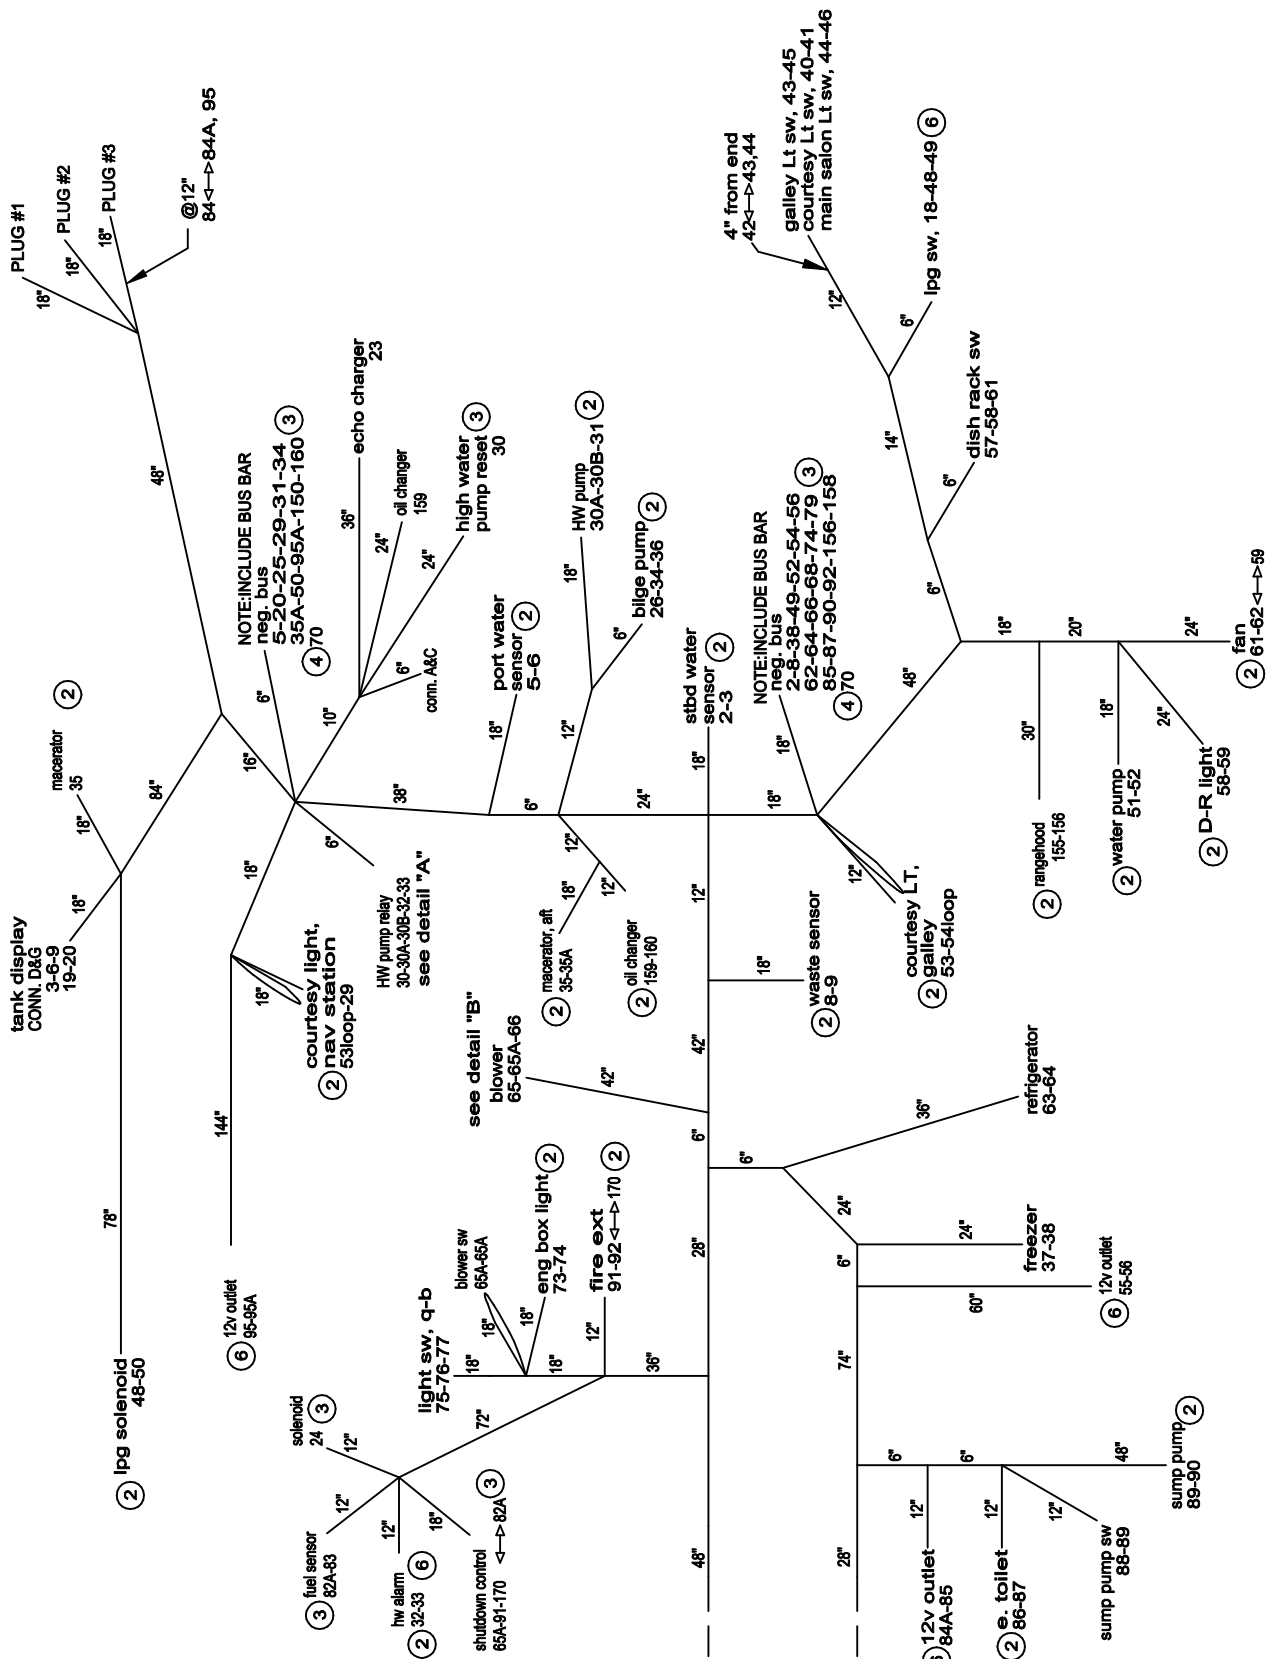 PLUG #1
18"
PLUG #2
18"
PLUG #3
18"
@12"
84<-->84A, 95
48"
tank display
CONN. D&G
3-6-9
19-20
18"
macerator
35
2
18"
84"
78"
2
lpg solenoid
48-50
16"
NOTE:INCLUDE BUS BAR
neg. bus
5-20-25-29-31-34
35A-50-95A-150-160
3
4
70
6"
18"
144"
6
12v outlet
95-95A
18"
courtesy light,
nav station
53loop-29
2
6"
HW pump relay
30-30A-30B-32-33
see detail "A"
10"
36"
echo charger
23
24"
oil changer
159
24"
high water
pump reset
30
3
6"
conn. A&C
38"
18"
port water
sensor
5-6
2
6"
12"
18"
HW pump
30A-30B-31
2
6"
bilge pump
26-34-36
2
12"
18"
macerator, aft
35-35A
2
12"
oil changer
159-160
2
24"
18"
stbd water
sensor
2-3
2
12"
18"
waste sensor
8-9
2
42"
see detail "B"
blower
65-65A-66
42"
6"
18"
NOTE:INCLUDE BUS BAR
neg. bus
2-8-38-49-52-54-56
62-64-66-68-74-79
85-87-90-92-156-158
3
4
70
18"
12"
courtesy LT,
galley
53-54loop
2
48"
6"
6"
dish rack sw
57-58-61
14"
12"
4" from end
42<-->43,44
galley Lt sw, 43-45
courtesy Lt sw, 40-41
main salon Lt sw, 44-46
6"
lpg sw, 18-48-49
6
18"
30"
rangehood
155-156
2
20"
18"
water pump
51-52
2
24"
D-R light
58-59
2
24"
fan
61-62<-->59
2
28"
36"
12"
fire ext
91-92<-->170
2
18"
18"
eng box light
73-74
2
18"
blower sw
65A-65A
18"
light sw, q-b
75-76-77
72"
12"
solenoid
24
3
12"
fuel sensor
82A-83
3
12"
hw alarm
32-33
2
6
18"
shutdown control
65A-91-170 <-->82A
3
48"
6"
36"
refrigerator
63-64
24"
24"
freezer
37-38
6"
60"
12v outlet
55-56
6
74"
6"
12"
12v outlet
84A-85
6"
12"
e. toilet
86-87
2
12"
sump pump sw
88-89
48"
sump pump
89-90
2
28"